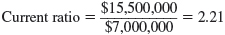 Current ratio = $15,500,000 / $7,000,000 = 2.21